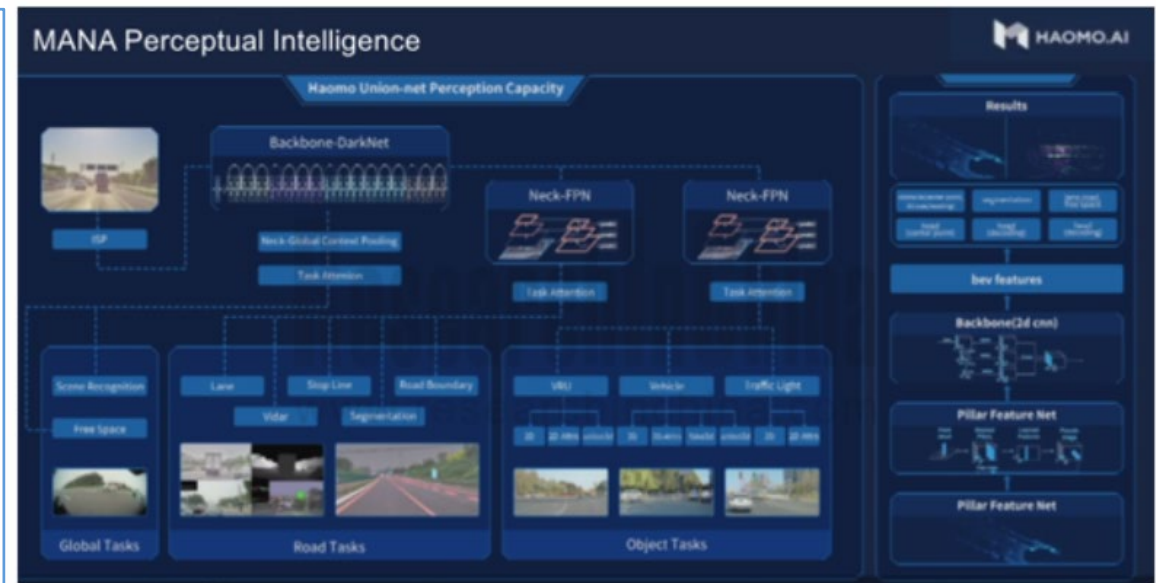 MANA Perceptual Intelligence
HAOMO.AI
Haomo Union-net Perception Capacity
Backbone-DarkNet
Neck-FPN
Neck-FPN
ISP
Neck-Global Context Pooling
Task Attention
Task Attention
Task Attention
Scene Recognition
Free Space
Global Tasks
Lane
Stop Line
Road Boundary
Vidar
Segmentation
Road Tasks
VRU
Vehicle
Traffic Light
Object Tasks
Results
segmentation
head
head
head
bev features
Backbone(2d cnn)
Pillar Feature Net
Pillar Feature Net